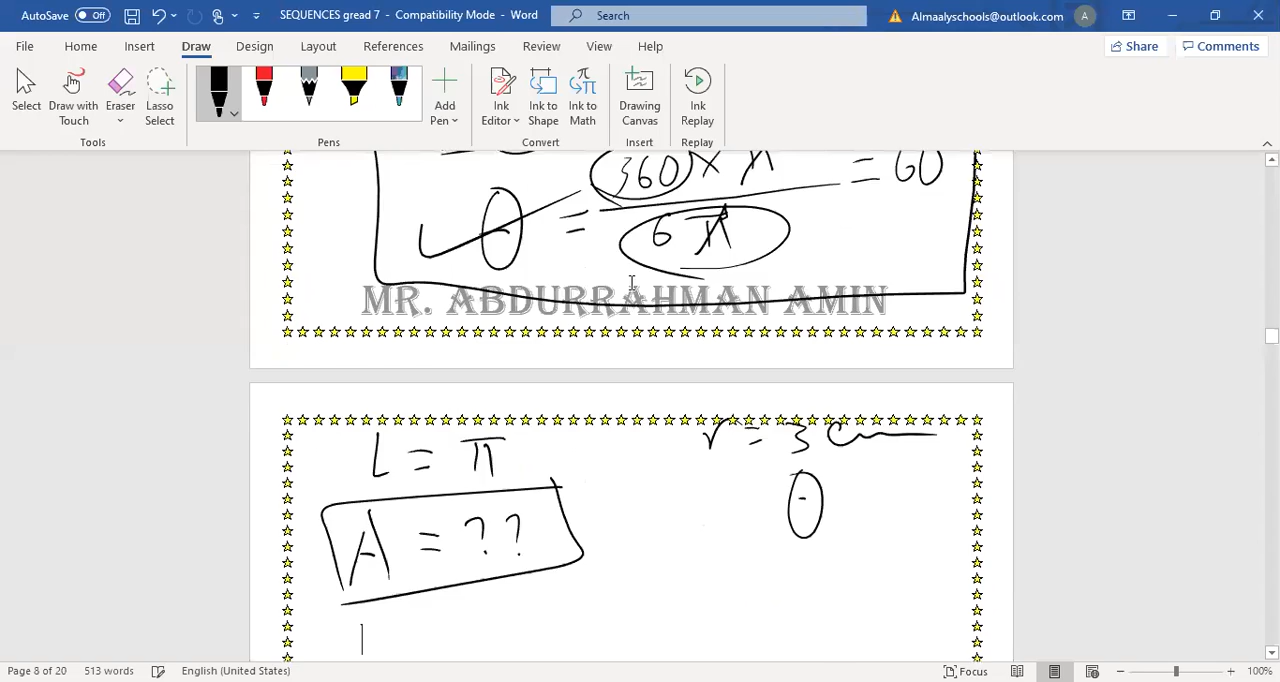 AutoSave Off SEQUENCES gread 7 - Compatibility Mode - Word Search Almaalyschools@outlook.com A
File Home Insert Draw Design Layout References Mailings Review View Help Share Comments
Select Draw with Touch Eraser Lasso Select Add Pen Ink Editor Ink to Shape Ink to Math Drawing Canvas Ink Replay
Tools Pens Convert Insert Replay
360 × π = 60
θ = 6 π
MR. ABDURRAHMAN AMIN
L = π r = 3 cm
A = ?? θ
Page 8 of 20 513 words English (United States) Focus 100%